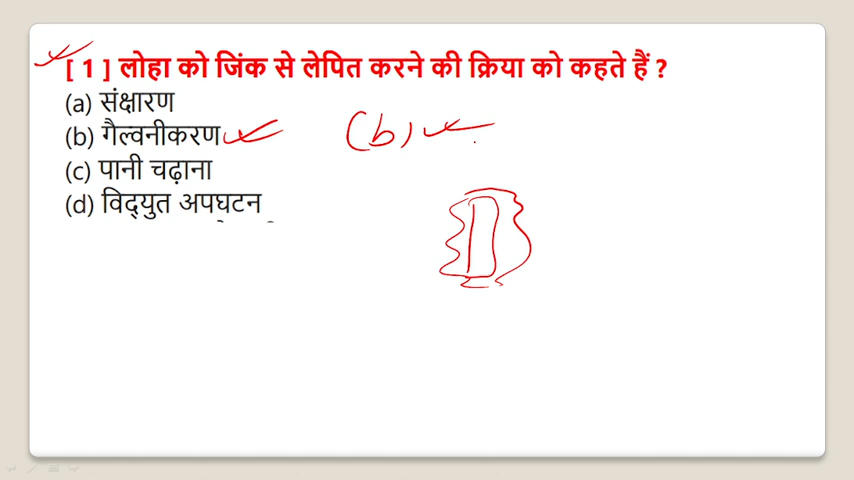 [ 1 ] लोहा को जिंक से लेपित करने की क्रिया को कहते हैं ?
(a) संक्षारण
(b) गैल्वनीकरण (b)
(c) पानी चढ़ाना
(d) विद्युत अपघटन